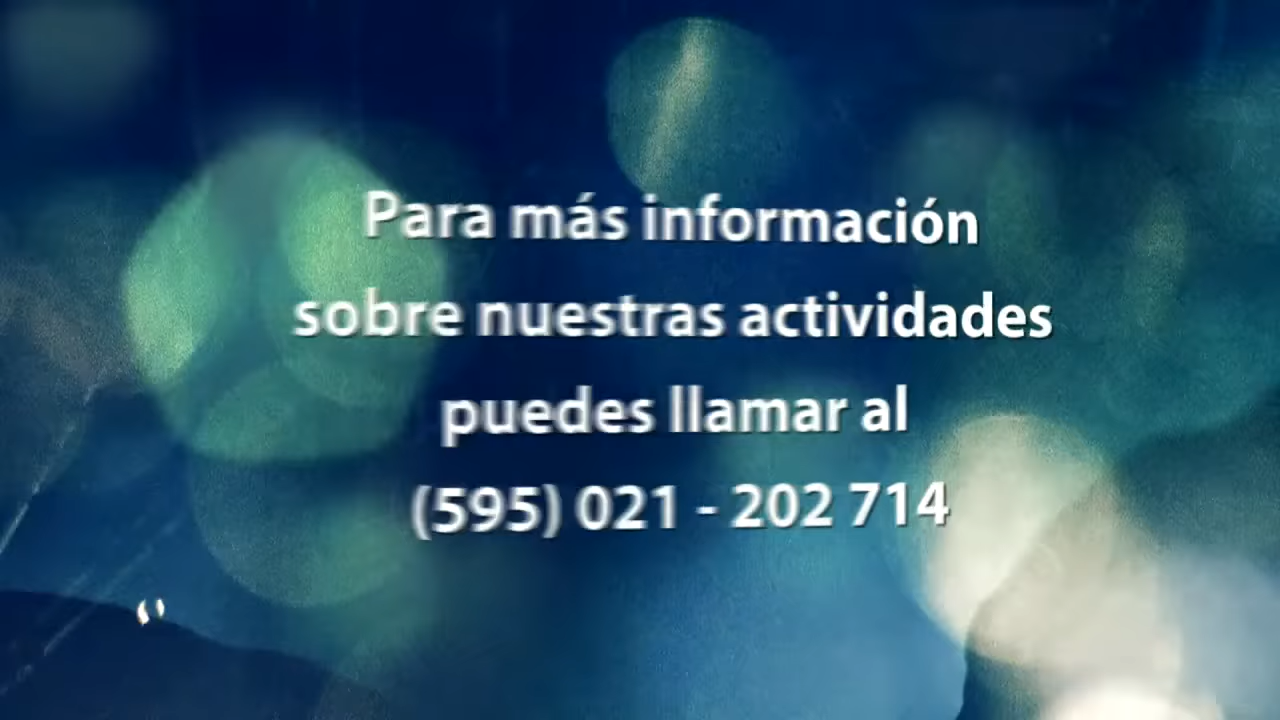 Para más información
sobre nuestras actividades
puedes llamar al
(595) 021 - 202 714